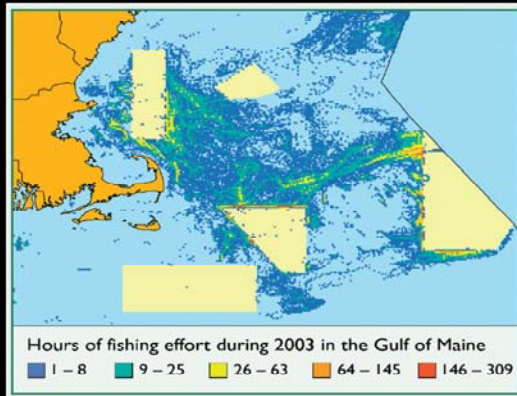 Hours of fishing effort during 2003 in the Gulf of Maine
1 – 8 9 – 25 26 – 63 64 – 145 146 – 309